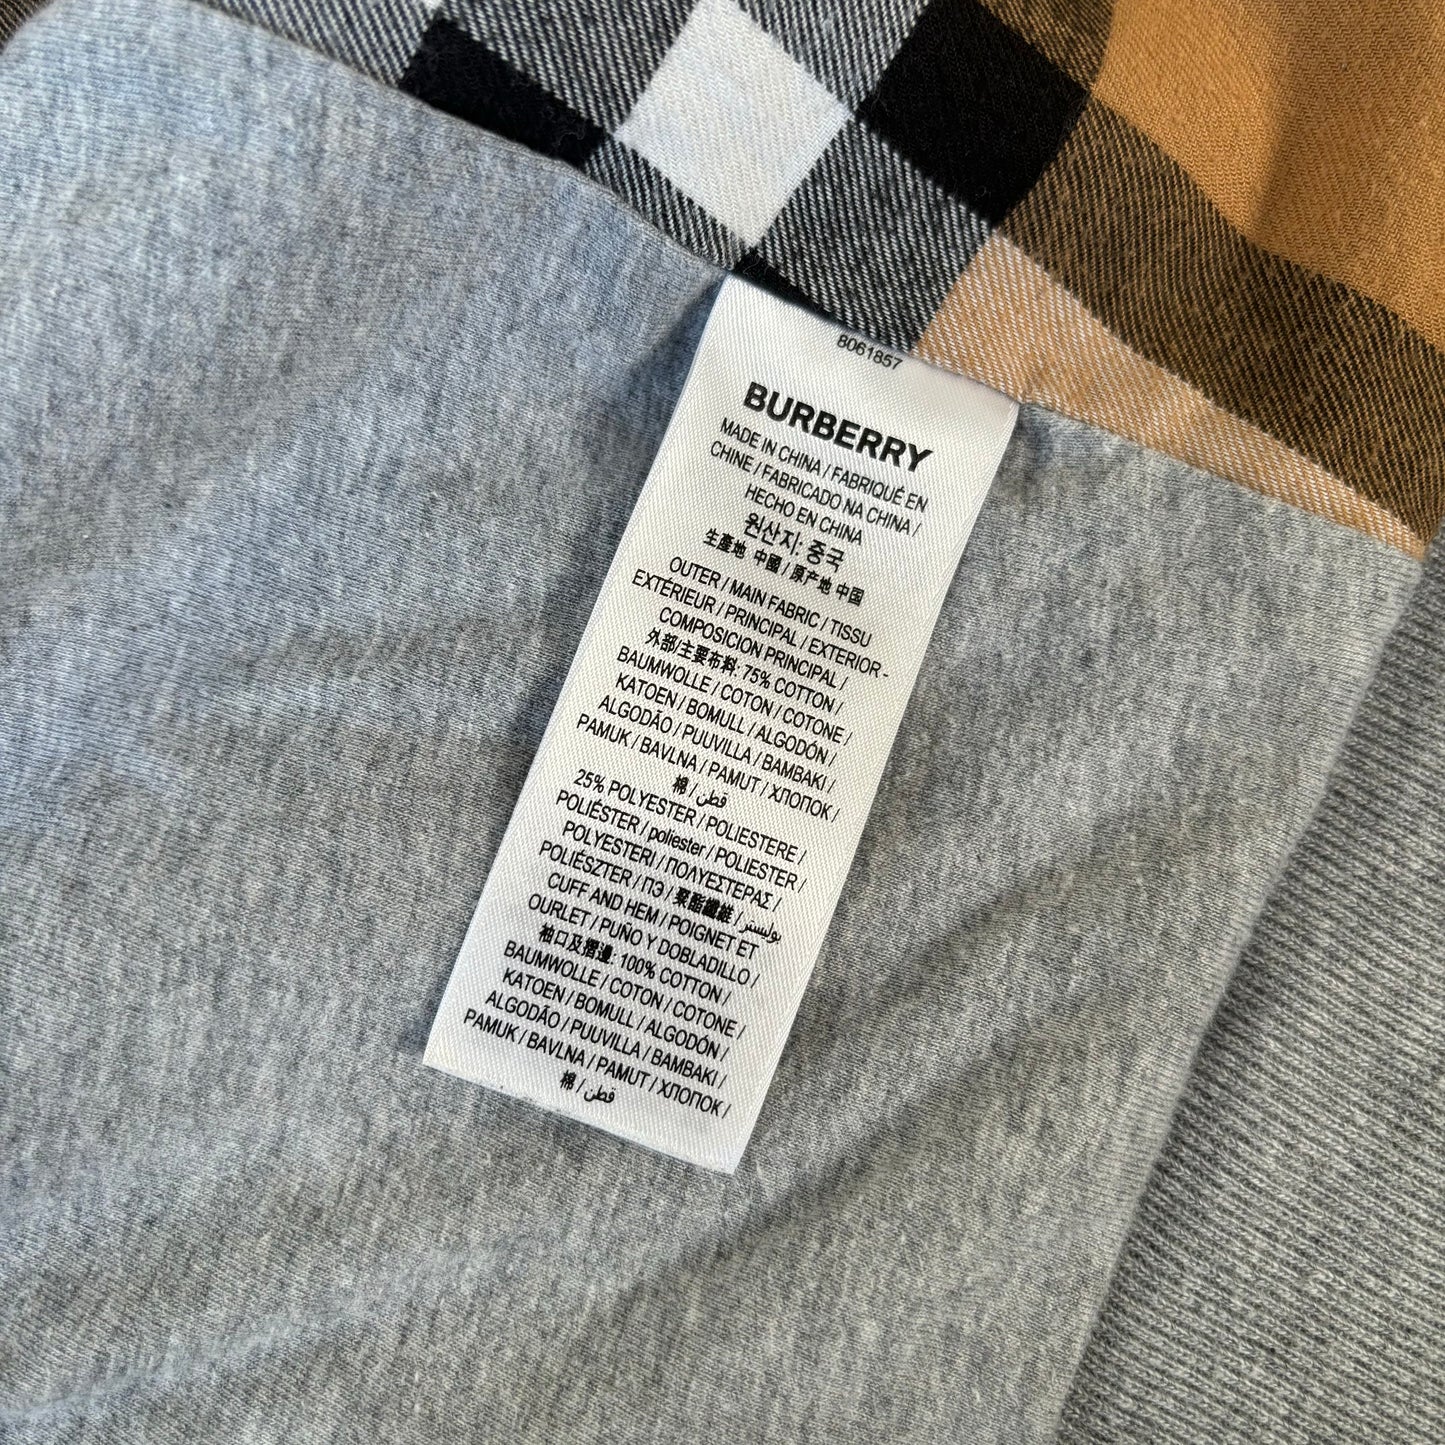 8061857
BURBERRY
MADE IN CHINA / FABRIQUÉ EN
CHINE / FABRICADO NA CHINA /
HECHO EN CHINA
원산지: 중국
生產地 中國 / 原产地 中国
OUTER / MAIN FABRIC / TISSU
EXTÉRIEUR / PRINCIPAL / EXTERIOR -
COMPOSICION PRINCIPAL /
外部/主要布料: 75% COTTON /
BAUMWOLLE / COTON / COTONE /
KATOEN / BOMULL / ALGODÓN /
ALGODÃO / PUUVILLA / BAMBAKI /
PAMUK / BAVLNA / PAMUT / ХЛОПОК /
棉 / قطن
25% POLYESTER / POLIESTERE /
POLIÉSTER / poliester / POLIESTER /
POLYESTERI / ΠΟΛΥΕΣΤΕΡΑΣ /
POLIÉSZTER / ПЭ / 聚酯纖維 / بوليستر
CUFF AND HEM / POIGNET ET
OURLET / PUÑO Y DOBLADILLO /
袖口及褶邊: 100% COTTON /
BAUMWOLLE / COTON / COTONE /
KATOEN / BOMULL / ALGODÓN /
ALGODÃO / PUUVILLA / BAMBAKI /
PAMUK / BAVLNA / PAMUT / ХЛОПОК /
棉 / قطن